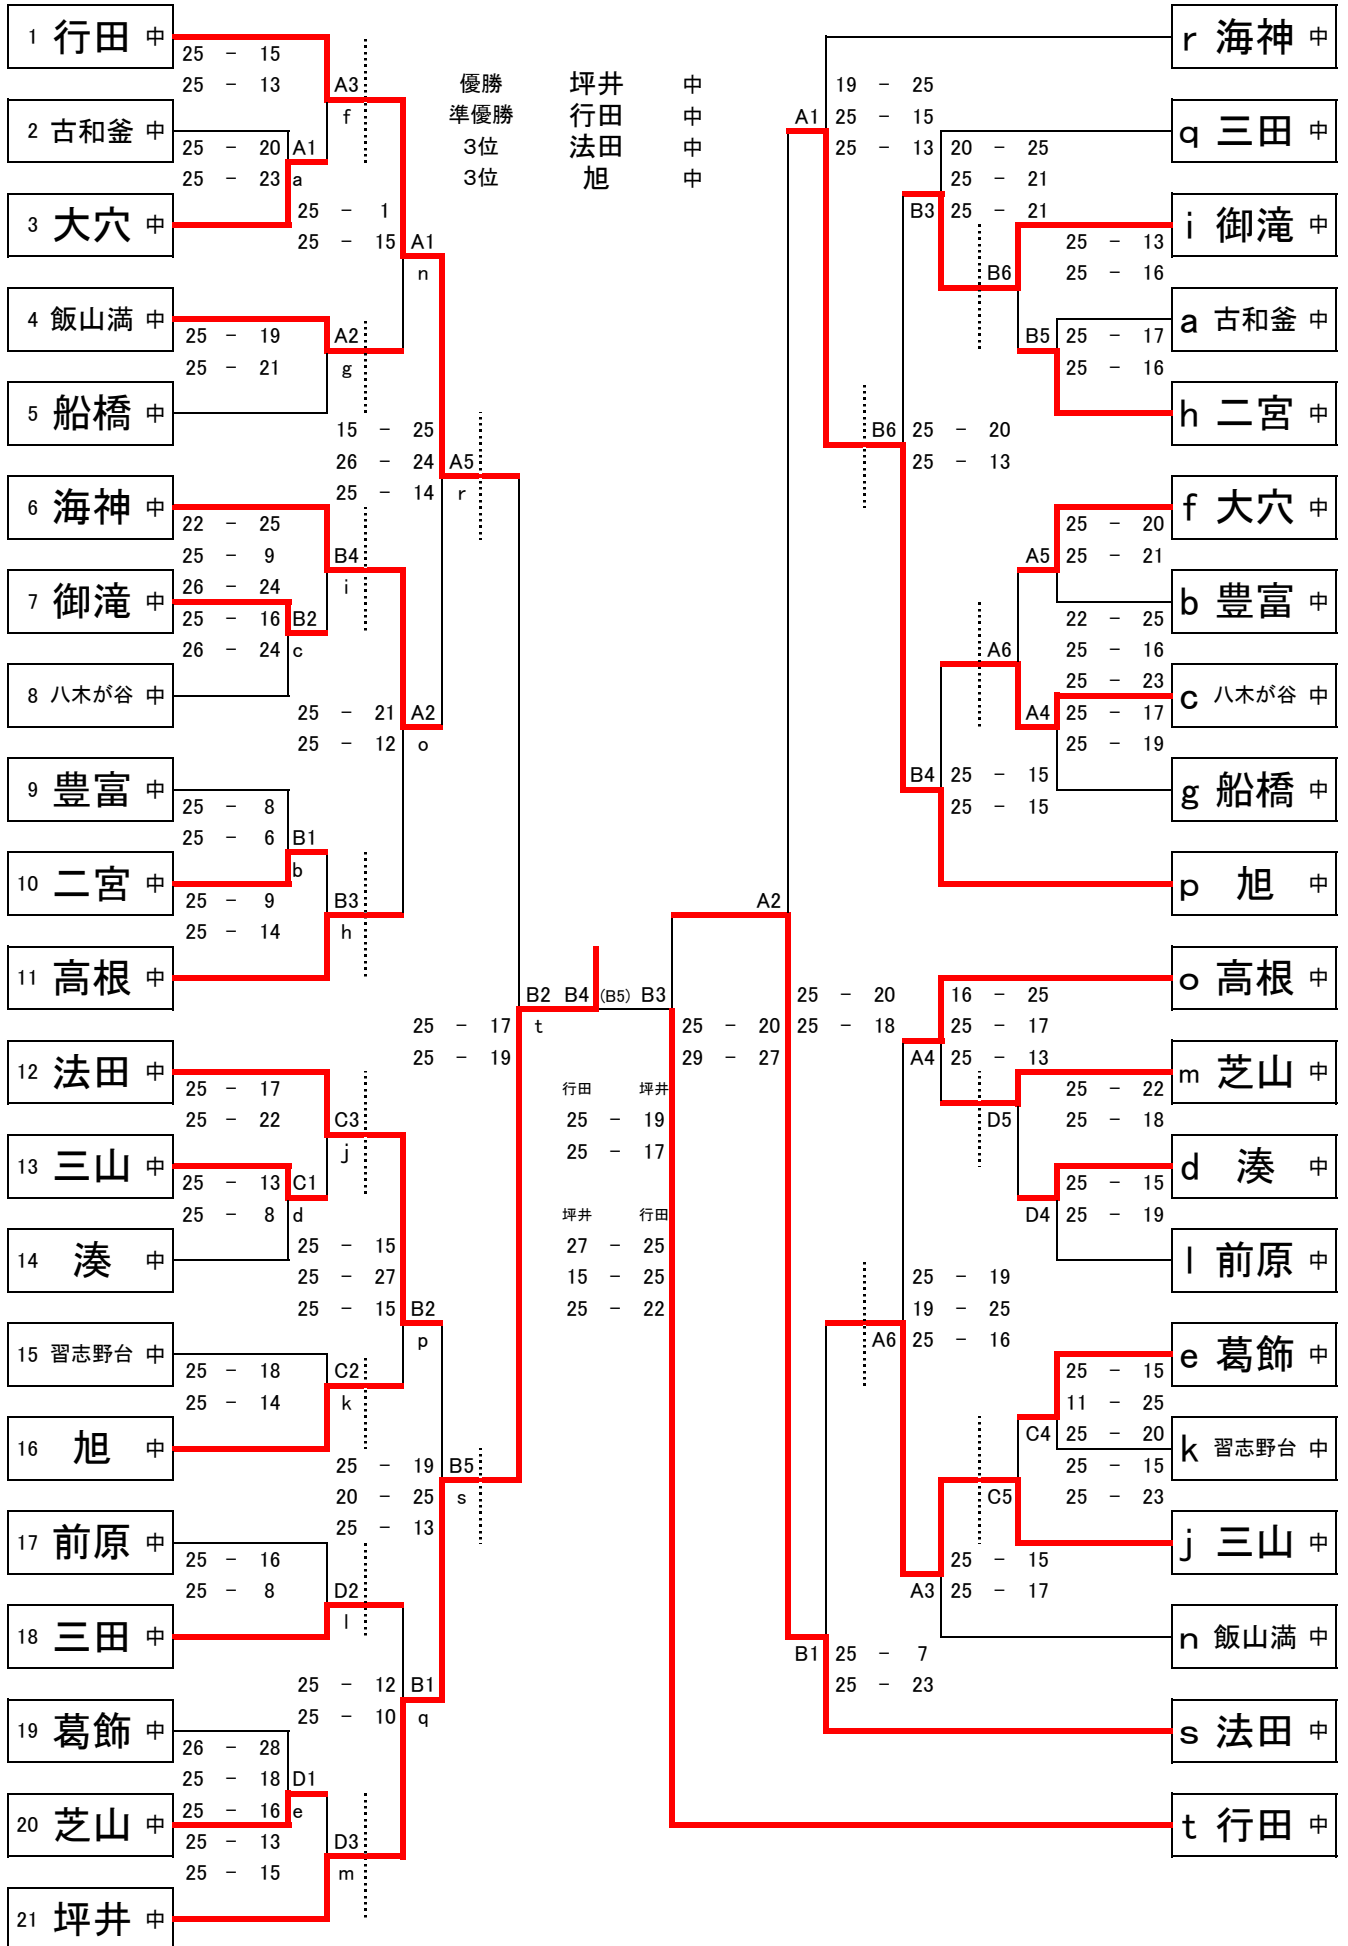 1 行田 中
25 － 15
25 － 13
A3
f
2 古和釜 中
25 － 20
25 － 23
A1
a
3 大穴 中
25 － 1
25 － 15
A1
n
4 飯山満 中
25 － 19
25 － 21
A2
g
5 船橋 中
15 － 25
26 － 24
25 － 14
A5
r
6 海神 中
22 － 25
25 － 9
26 － 24
B4
i
7 御滝 中
25 － 16
26 － 24
B2
c
8 八木が谷 中
25 － 21
25 － 12
A2
o
9 豊富 中
25 － 8
25 － 6
B1
b
10 二宮 中
25 － 9
25 － 14
B3
h
11 高根 中
25 － 17
25 － 19
B2
t
12 法田 中
25 － 17
25 － 22
C3
j
13 三山 中
25 － 13
25 － 8
C1
d
14 湊 中
25 － 15
25 － 27
25 － 15
B2
p
15 習志野台 中
25 － 18
25 － 14
C2
k
16 旭 中
25 － 19
20 － 25
25 － 13
B5
s
17 前原 中
25 － 16
25 － 8
D2
l
18 三田 中
25 － 12
25 － 10
B1
q
19 葛飾 中
26 － 28
25 － 18
25 － 16
D1
e
20 芝山 中
25 － 13
25 － 15
D3
m
21 坪井 中
優勝 坪井 中
準優勝 行田 中
3位 法田 中
3位 旭 中
B4 (B5) B3
行田 坪井
25 － 19
25 － 17
坪井 行田
27 － 25
15 － 25
25 － 22
25 － 20
29 － 27
A2
25 － 20
25 － 18
r 海神 中
19 － 25
25 － 15
25 － 13
A1
q 三田 中
20 － 25
25 － 21
25 － 21
B3
i 御滝 中
25 － 13
25 － 16
B6
a 古和釜 中
25 － 17
25 － 16
B5
h 二宮 中
B6
25 － 20
25 － 13
f 大穴 中
25 － 20
25 － 21
A5
b 豊富 中
22 － 25
25 － 16
25 － 23
A6
c 八木が谷 中
25 － 17
25 － 19
A4
g 船橋 中
B4
25 － 15
25 － 15
p 旭 中
o 高根 中
16 － 25
25 － 17
25 － 13
A4
m 芝山 中
25 － 22
25 － 18
D5
d 湊 中
25 － 15
25 － 19
D4
l 前原 中
25 － 19
19 － 25
25 － 16
A6
e 葛飾 中
25 － 15
11 － 25
25 － 20
C4
k 習志野台 中
25 － 15
25 － 23
C5
j 三山 中
25 － 15
25 － 17
A3
n 飯山満 中
B1
25 － 7
25 － 23
s 法田 中
t 行田 中